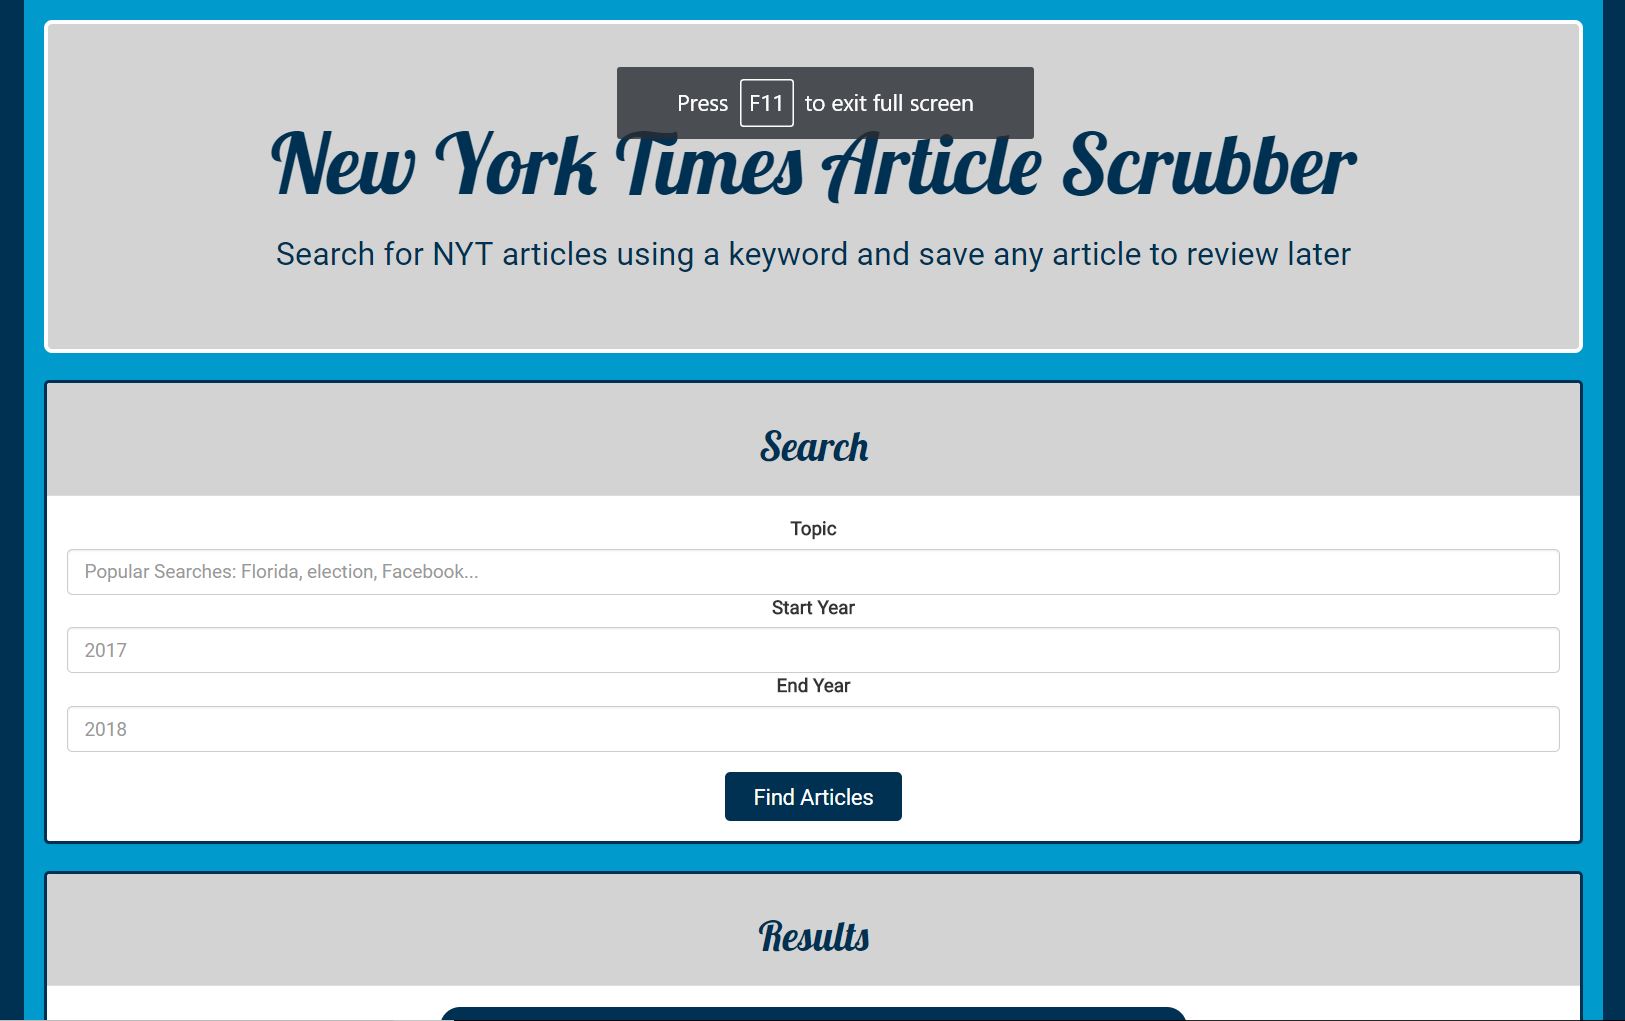 Press F11 to exit full screen
New York Times Article Scrubber
Search for NYT articles using a keyword and save any article to review later
Search
Topic
Popular Searches: Florida, election, Facebook...
Start Year
2017
End Year
2018
Find Articles
Results